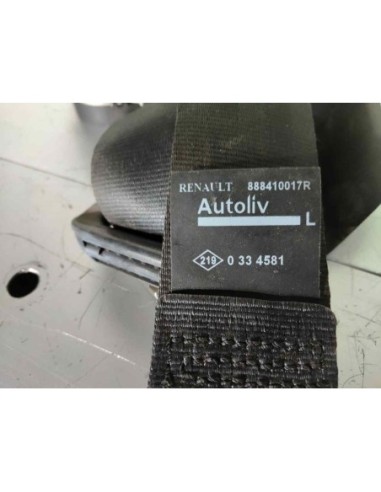 RENAULT 888410017R
Autoliv
L
219 0 33 4581